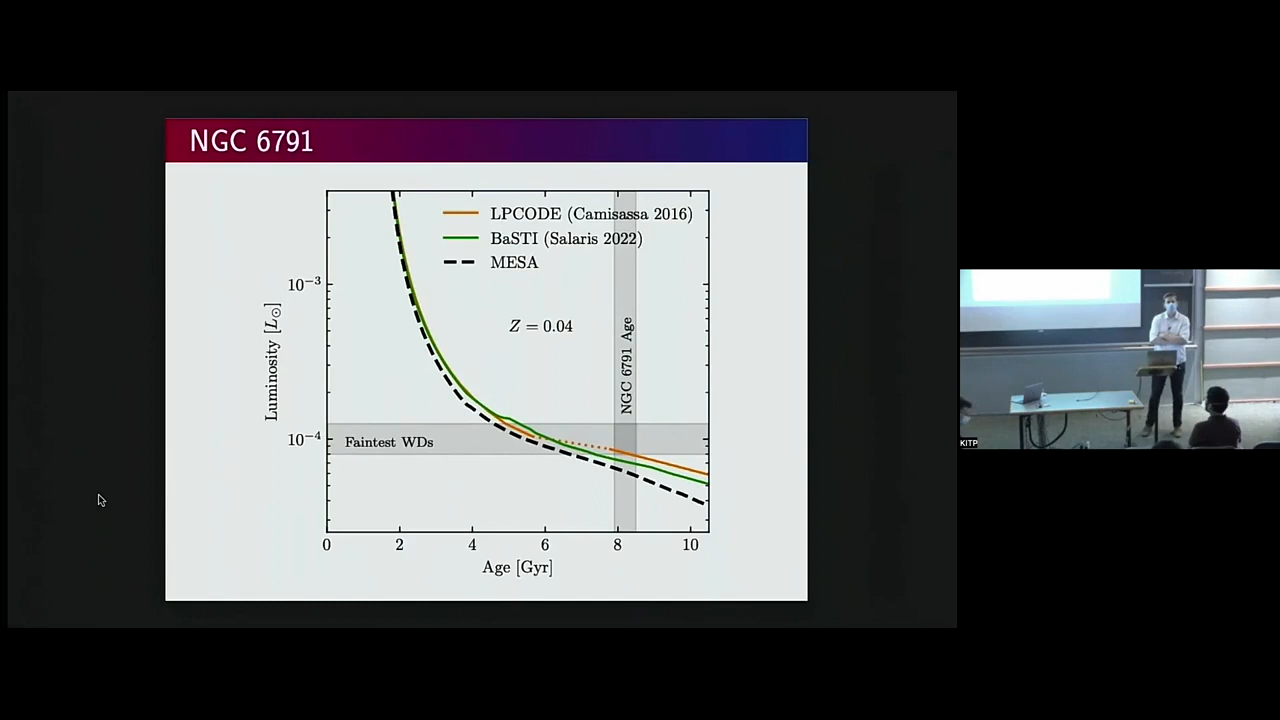 NGC 6791
LPCODE (Camisassa 2016)
BaSTI (Salaris 2022)
MESA
Z = 0.04
NGC 6791 Age
Faintest WDs
Luminosity [L⊙]
10⁻³
10⁻⁴
0 2 4 6 8 10
Age [Gyr]
KITP